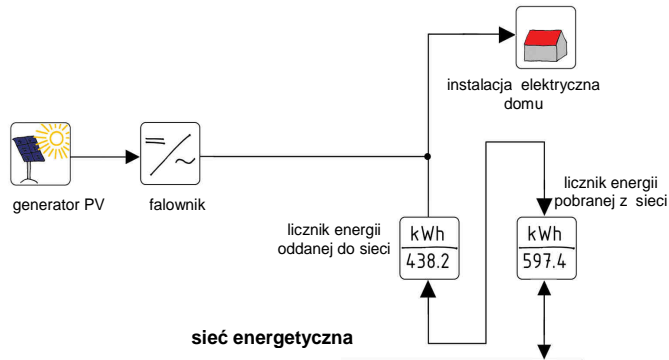 instalacja elektryczna
domu
generator PV
falownik
licznik energii
oddanej do sieci
kWh
438.2
licznik energii
pobranej z sieci
kWh
597.4
sieć energetyczna